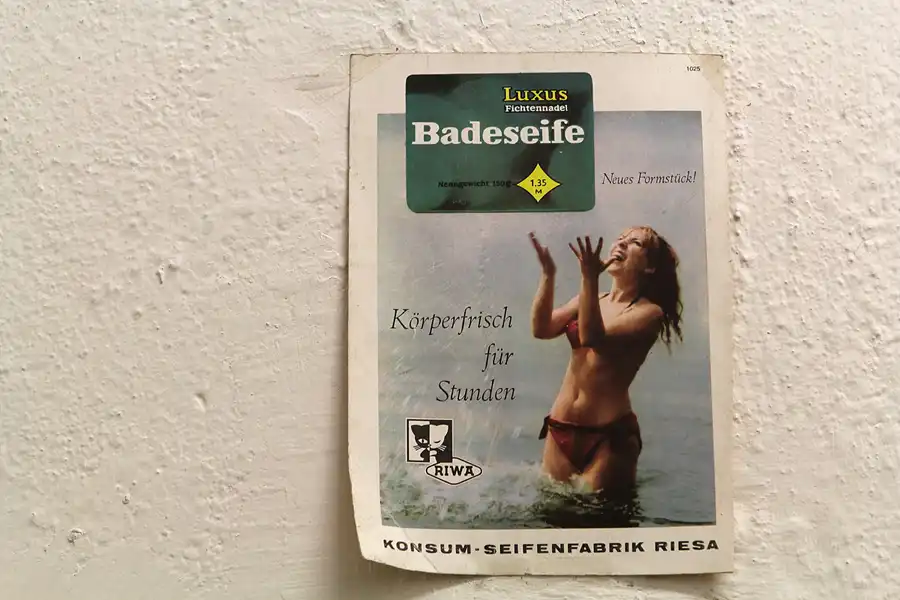 1025
Luxus
Fichtennadel
Badeseife
Nenngewicht 150g
1,35
M
Neues Formstück!
Körperfrisch
für
Stunden
RIWA
KONSUM-SEIFENFABRIK RIESA